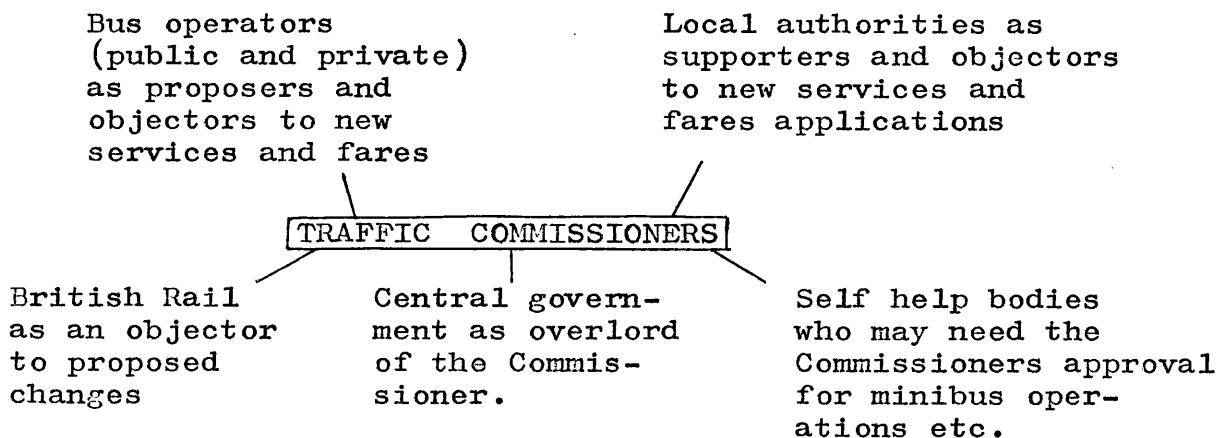 Bus operators
(public and private)
as proposers and
objectors to new
services and fares
Local authorities as
supporters and objectors
to new services and
fares applications
TRAFFIC COMMISSIONERS
British Rail
as an objector
to proposed
changes
Central govern-
ment as overlord
of the Commis-
sioner.
Self help bodies
who may need the
Commissioners approval
for minibus oper-
ations etc.